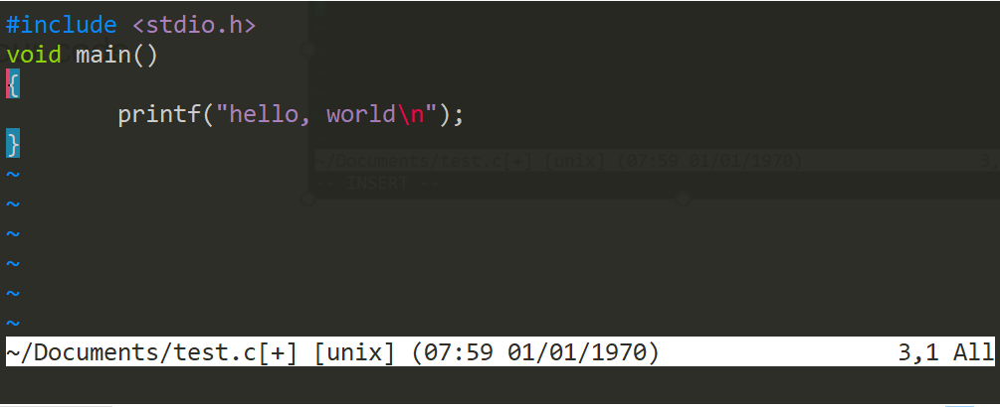 #include <stdio.h>
void main()
{
        printf("hello, world\n");
}
~
~
~
~
~
~
~/Documents/test.c[+] [unix] (07:59 01/01/1970) 3,1 All
~/Documents/test.c[+] [unix] (07:59 01/01/1970) 3,
-- INSERT --